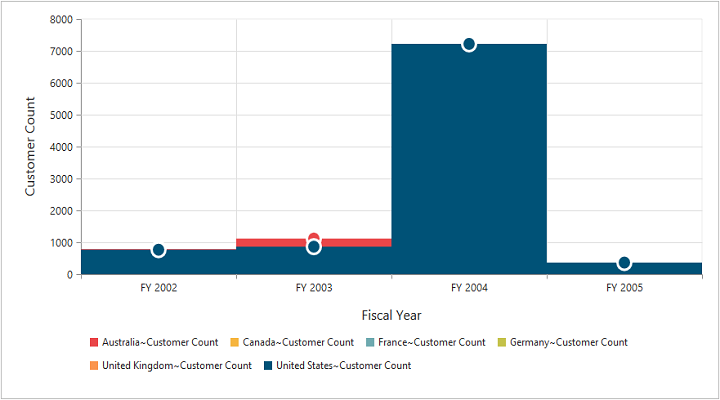 8000
7000
6000
5000
4000
3000
2000
1000
0
Customer Count
FY 2002 FY 2003 FY 2004 FY 2005
Fiscal Year
Australia~Customer Count Canada~Customer Count France~Customer Count Germany~Customer Count
United Kingdom~Customer Count United States~Customer Count